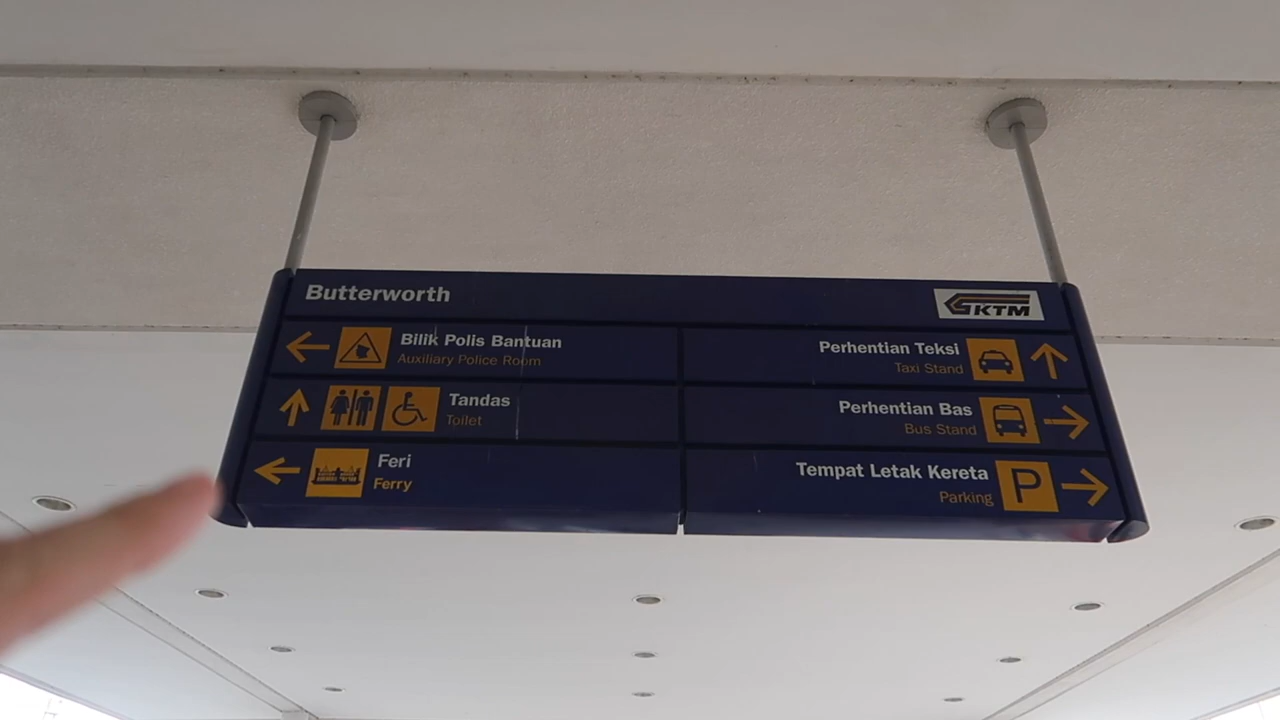 Butterworth
KTM
Bilik Polis Bantuan
Auxiliary Police Room
Tandas
Toilet
Feri
Ferry
Perhentian Teksi
Taxi Stand
Perhentian Bas
Bus Stand
Tempat Letak Kereta
Parking
P